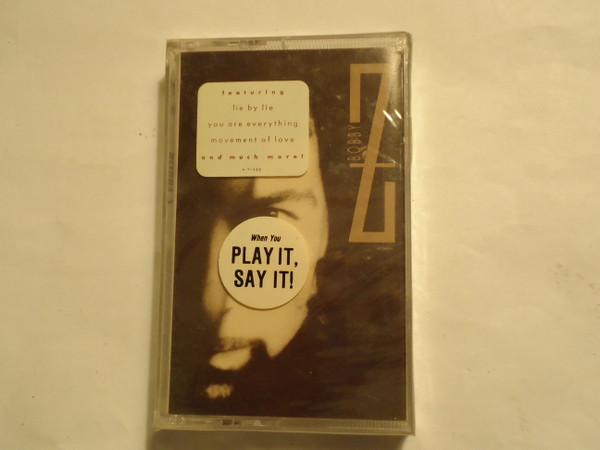 featuring
lie by lie
you are everything
movement of love
and much more!
BOBBY Z
When You
PLAY IT,
SAY IT!